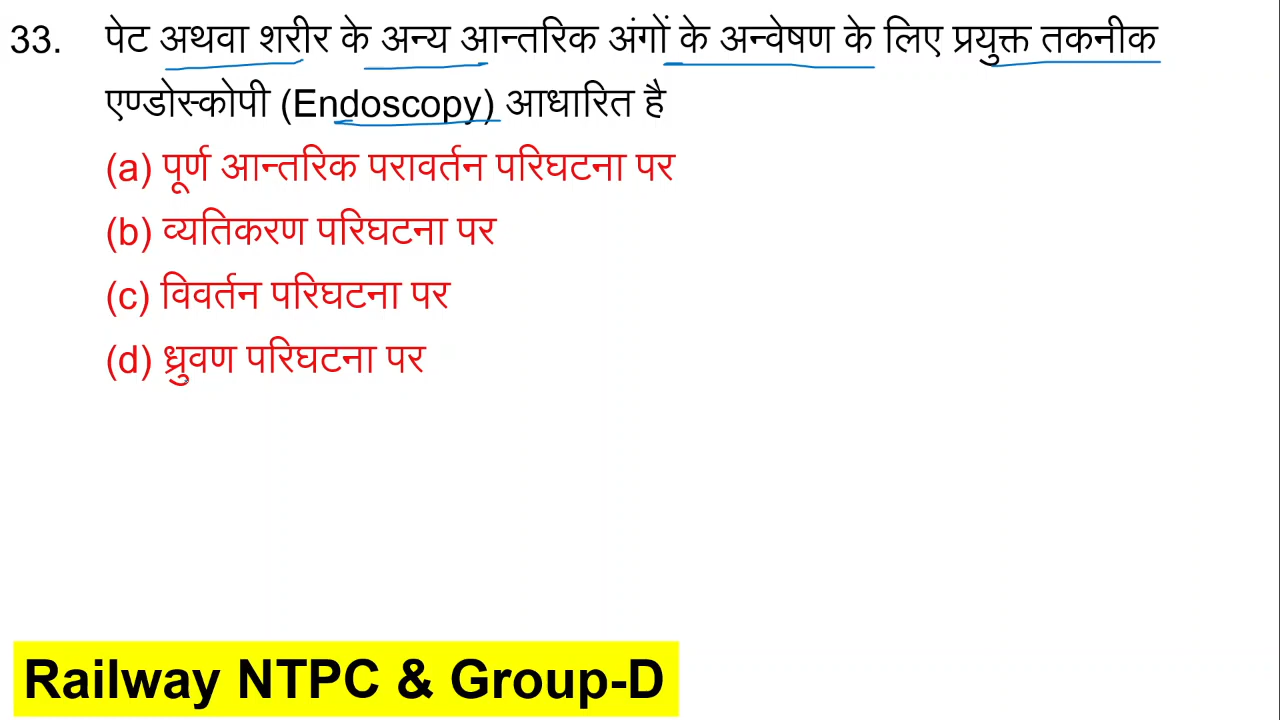 33. पेट अथवा शरीर के अन्य आन्तरिक अंगों के अन्वेषण के लिए प्रयुक्त तकनीक
एण्डोस्कोपी (Endoscopy) आधारित है
(a) पूर्ण आन्तरिक परावर्तन परिघटना पर
(b) व्यतिकरण परिघटना पर
(c) विवर्तन परिघटना पर
(d) ध्रुवण परिघटना पर
Railway NTPC & Group-D